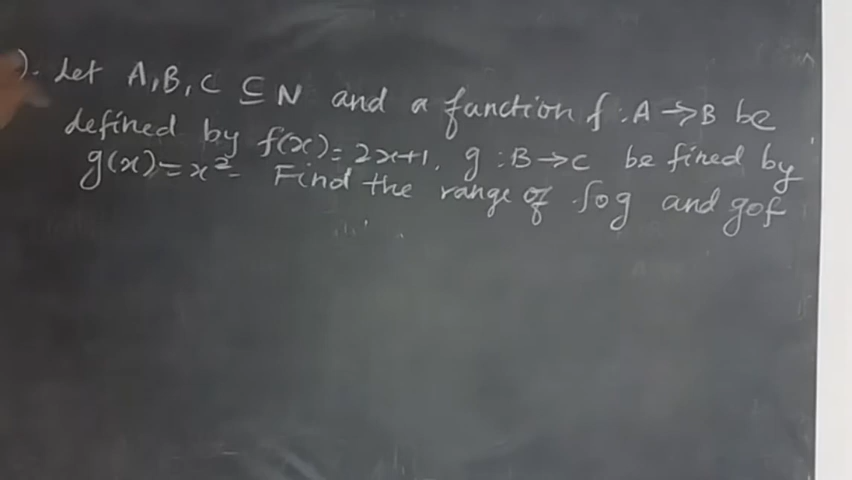 ). Let A, B, C ⊆ N and a function f : A → B be
defined by f(x) = 2x+1. g : B → C be fined by
g(x) = x². Find the range of fog and gof